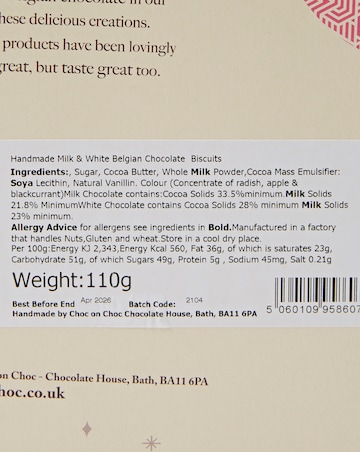 chocolate in our
these delicious creations.
products have been lovingly
great, but taste great too.
Handmade Milk & White Belgian Chocolate Biscuits
Ingredients:, Sugar, Cocoa Butter, Whole Milk Powder,Cocoa Mass Emulsifier:
Soya Lecithin, Natural Vanillin. Colour (Concentrate of radish, apple &
blackcurrant)Milk Chocolate contains:Cocoa Solids 33.5%minimum.Milk Solids
21.8% MinimumWhite Chocolate contains Cocoa Solids 28% minimum Milk Solids
23% minimum.
Allergy Advice for allergens see ingredients in Bold.Manufactured in a factory
that handles Nuts,Gluten and wheat.Store in a cool dry place.
Per 100g:Energy KJ 2,343,Energy Kcal 560, Fat 36g, of which is saturates 23g,
Carbohydrate 51g, of which Sugars 49g, Protein 5g , Sodium 45mg, Salt 0.21g
Weight:110g
Best Before End Apr 2026 Batch Code: 2104
Handmade by Choc on Choc Chocolate House, Bath, BA11 6PA
5 060109 95860
on Choc - Chocolate House, Bath, BA11 6PA
hoc.co.uk